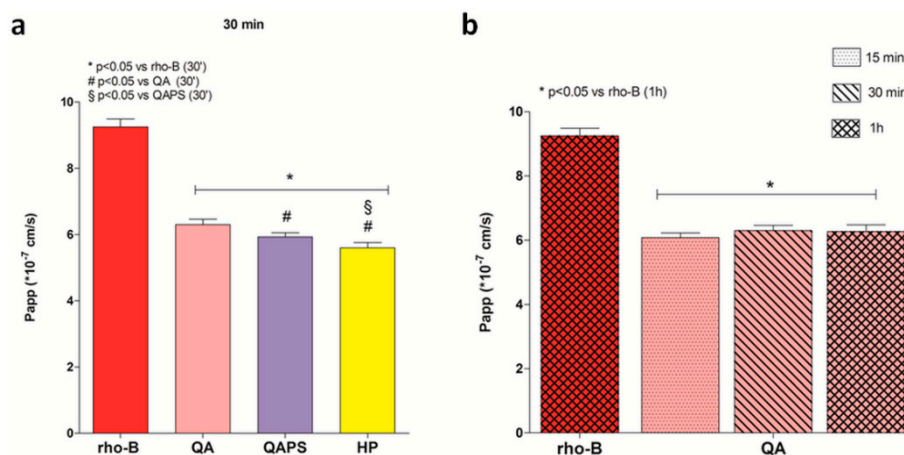 a
30 min
* p<0.05 vs rho-B (30')
# p<0.05 vs QA (30')
§ p<0.05 vs QAPS (30')
Papp (*10⁻⁷ cm/s)
10
8
6
4
2
0
*
#
§
#
rho-B QA QAPS HP
b
15 min
30 min
1h
* p<0.05 vs rho-B (1h)
Papp (*10⁻⁷ cm/s)
10
8
6
4
2
0
*
rho-B QA